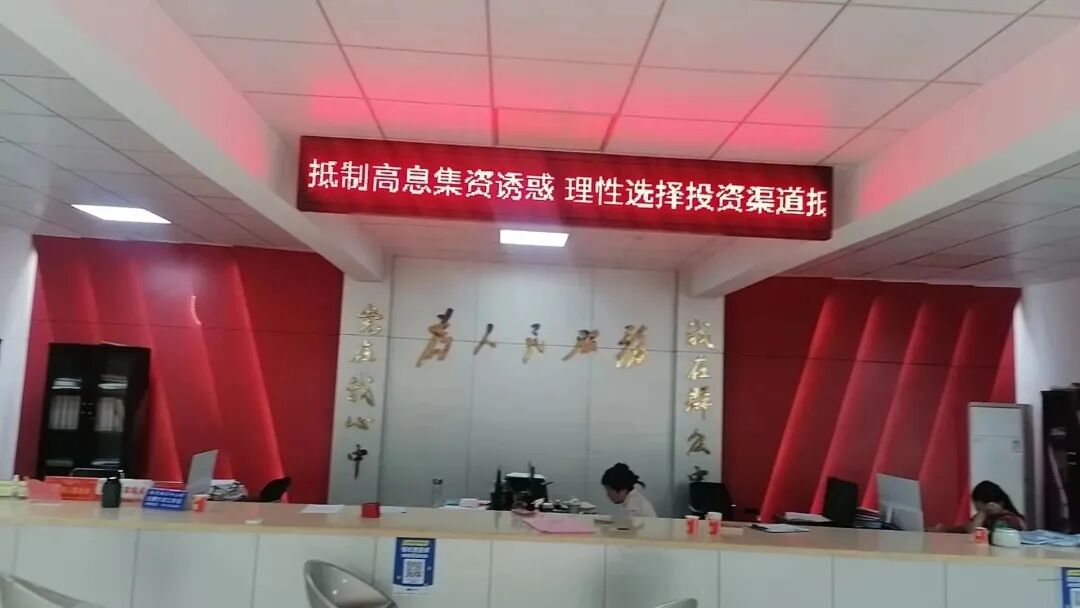 抵制高息集资诱惑 理性选择投资渠道抵
为人民服务
党在我心中
我在群众中